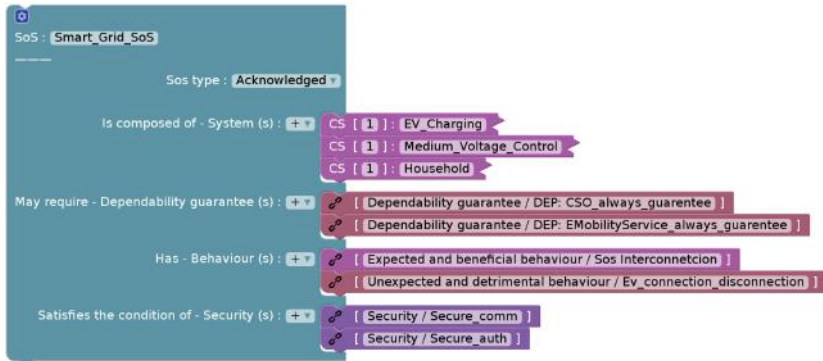 SoS : Smart_Grid_SoS
Sos type : Acknowledged
Is composed of - System (s) : + CS [ 1 ] : EV_Charging
CS [ 1 ] : Medium_Voltage_Control
CS [ 1 ] : Household
May require - Dependability guarantee (s) : + [ Dependability guarantee / DEP: CSO_always_guarentee ]
[ Dependability guarantee / DEP: EMobilityService_always_guarentee ]
Has - Behaviour (s) : + [ Expected and beneficial behaviour / Sos Interconnetcion ]
[ Unexpected and detrimental behaviour / Ev_connection_disconnection ]
Satisfies the condition of - Security (s) : + [ Security / Secure_comm ]
[ Security / Secure_auth ]